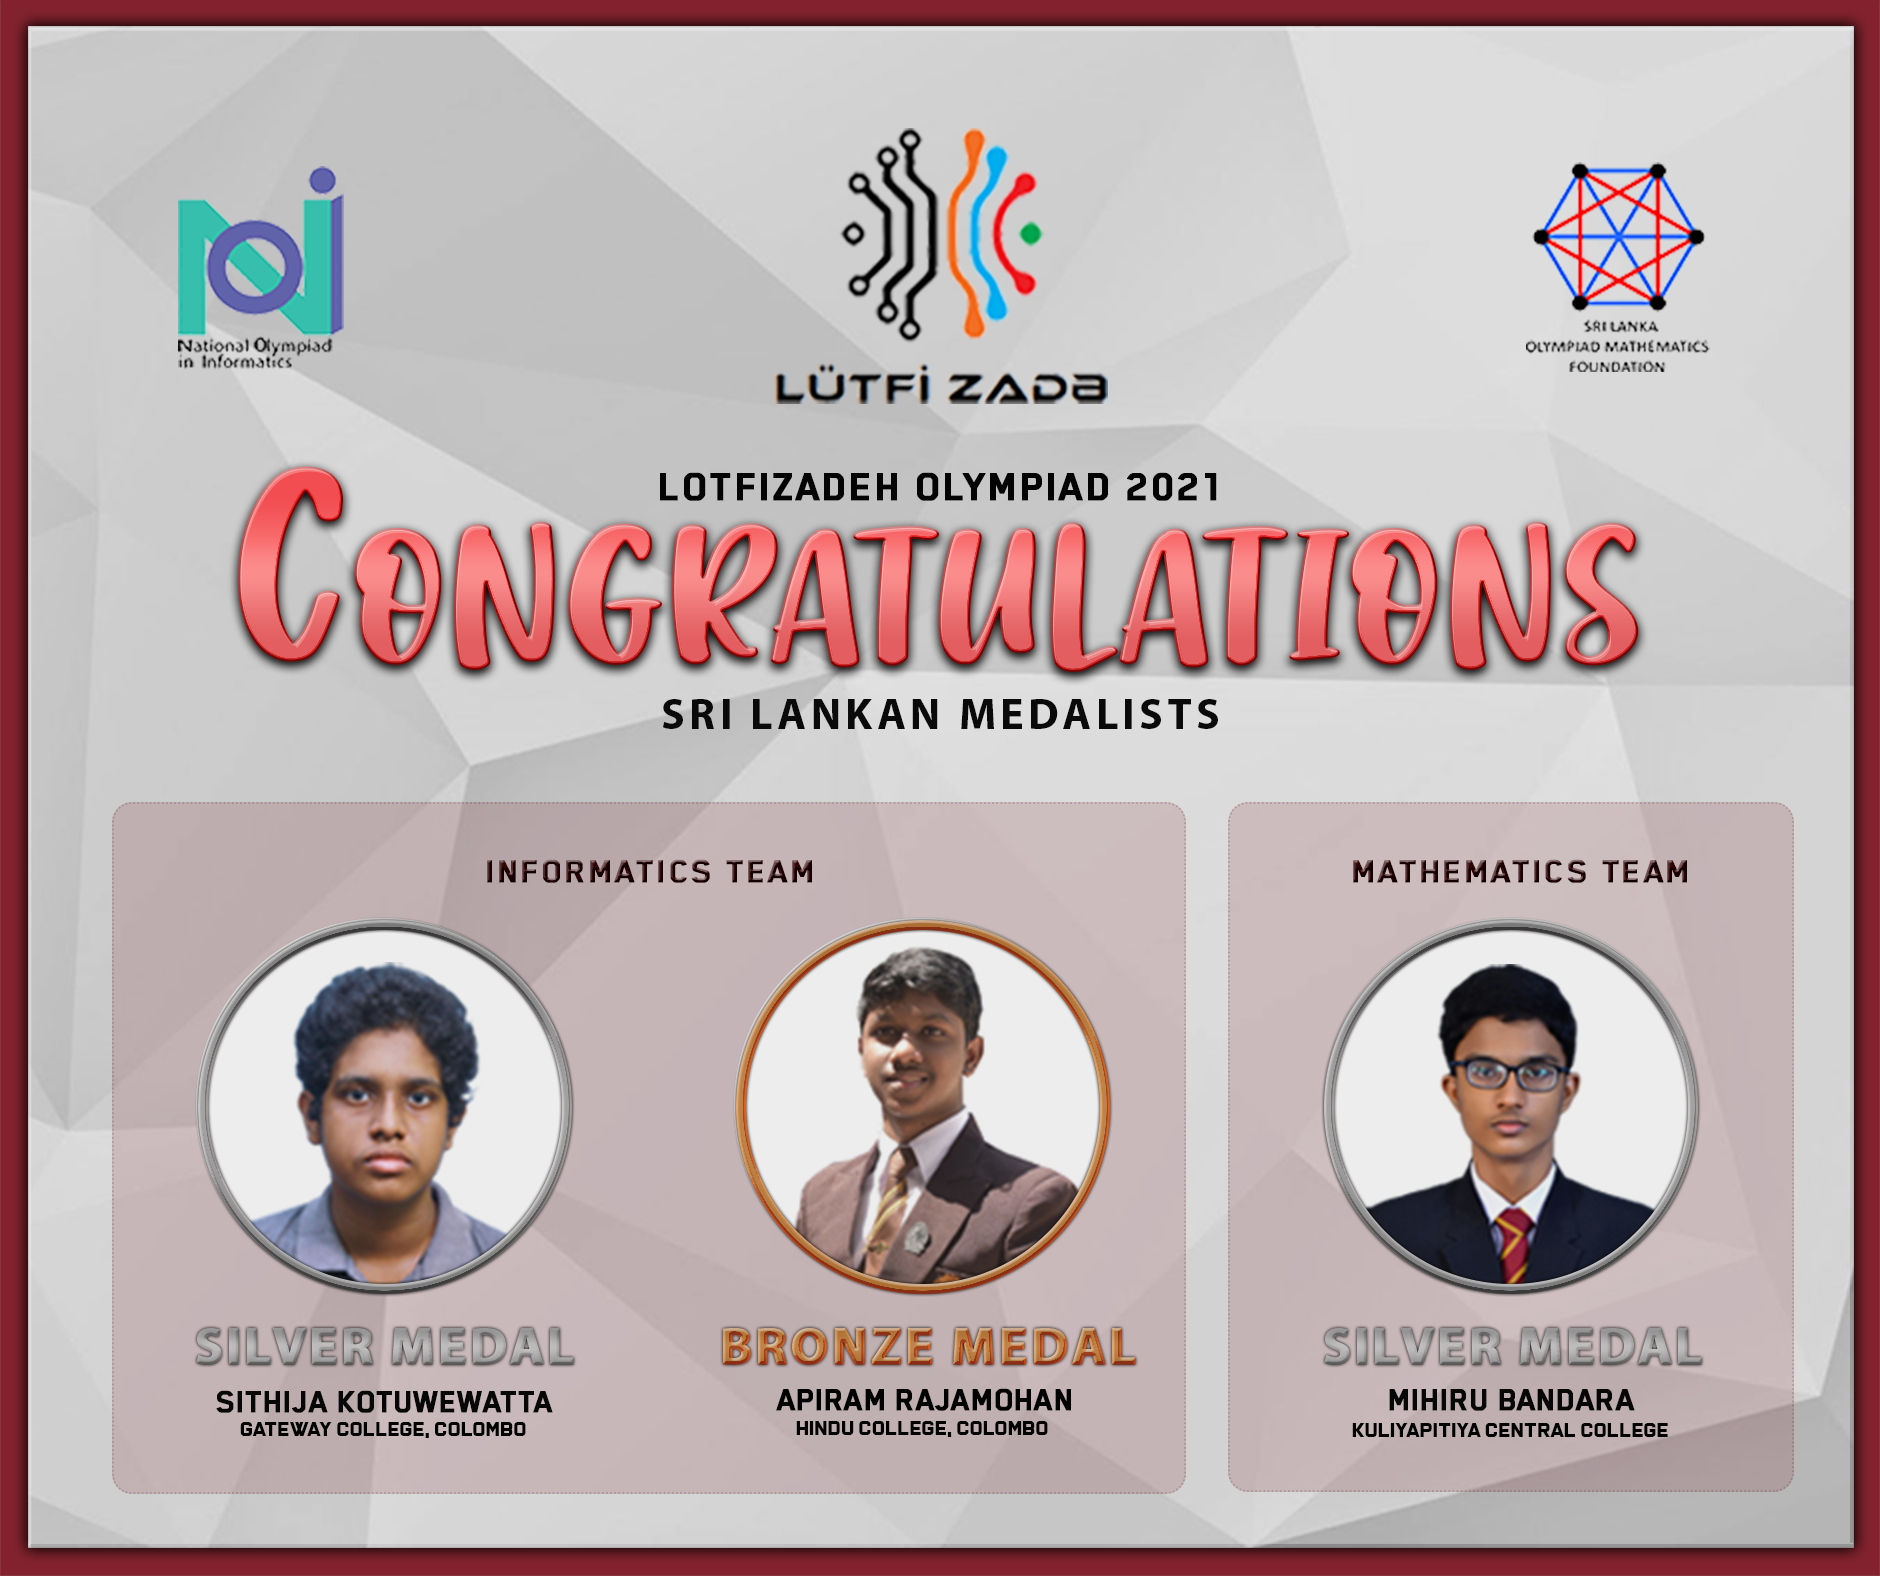 NOi
National Olympiad
in Informatics
LÜTFİ ZADƏ
SRI LANKA
OLYMPIAD MATHEMATICS
FOUNDATION
LOTFIZADEH OLYMPIAD 2021
CONGRATULATIONS
SRI LANKAN MEDALISTS
INFORMATICS TEAM
SILVER MEDAL
SITHIJA KOTUWEWATTA
GATEWAY COLLEGE, COLOMBO
BRONZE MEDAL
APIRAM RAJAMOHAN
HINDU COLLEGE, COLOMBO
MATHEMATICS TEAM
SILVER MEDAL
MIHIRU BANDARA
KULIYAPITIYA CENTRAL COLLEGE